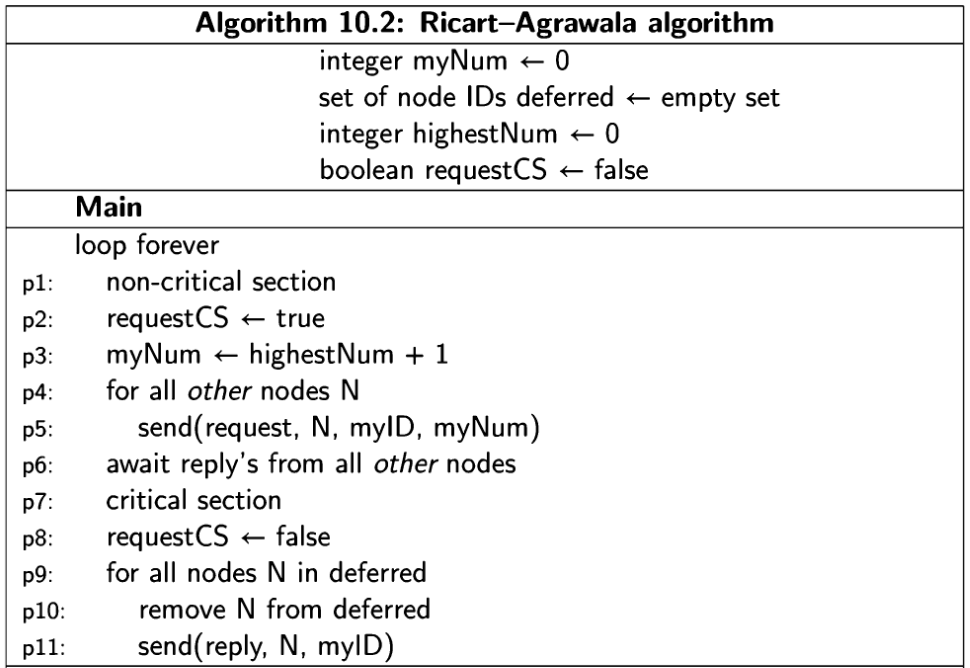 Algorithm 10.2: Ricart–Agrawala algorithm
integer myNum ← 0
set of node IDs deferred ← empty set
integer highestNum ← 0
boolean requestCS ← false
Main
loop forever
p1: non-critical section
p2: requestCS ← true
p3: myNum ← highestNum + 1
p4: for all other nodes N
p5: send(request, N, myID, myNum)
p6: await reply's from all other nodes
p7: critical section
p8: requestCS ← false
p9: for all nodes N in deferred
p10: remove N from deferred
p11: send(reply, N, myID)